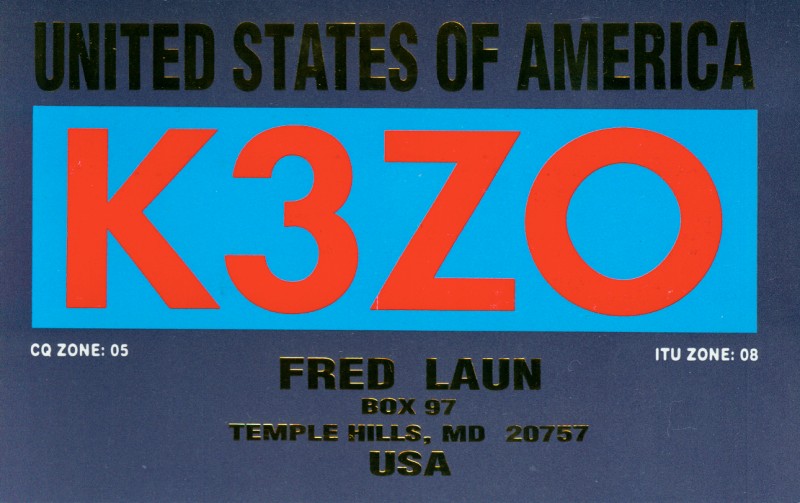 UNITED STATES OF AMERICA
K3ZO
CQ ZONE: 05
ITU ZONE: 08
FRED LAUN
BOX 97
TEMPLE HILLS, MD 20757
USA